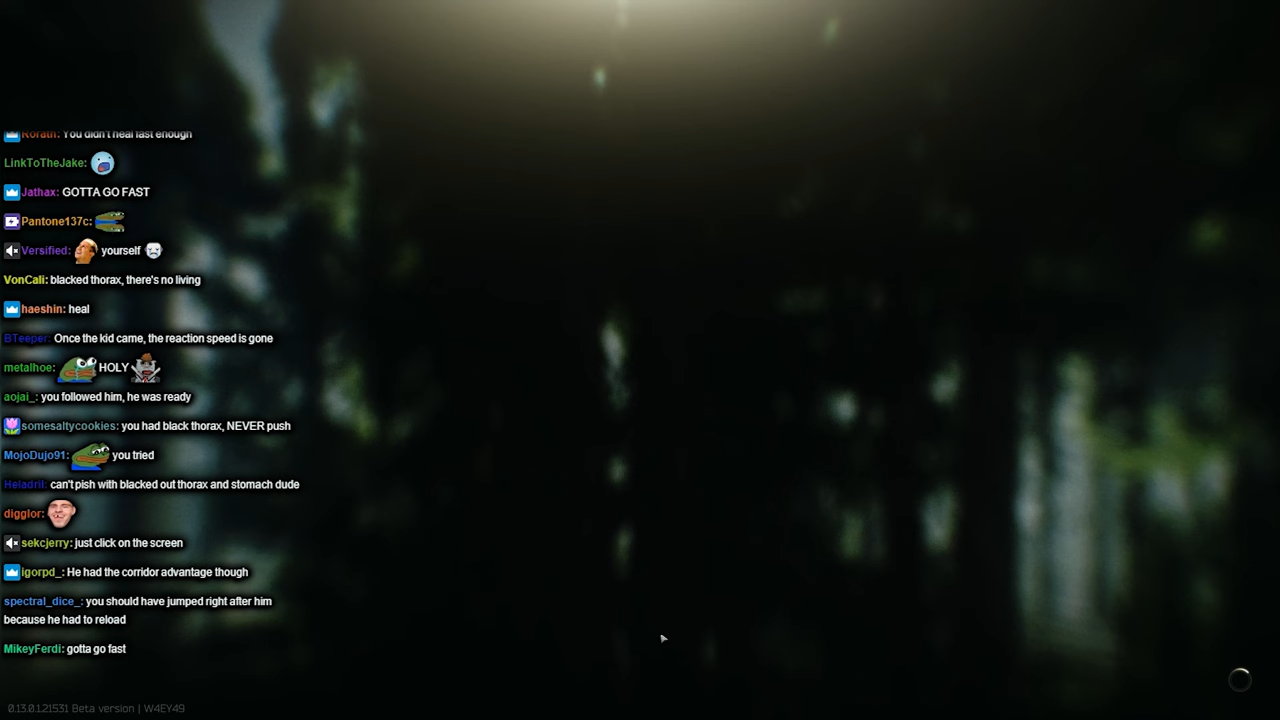 Rorath: You didn't heal fast enough
LinkToTheJake:
Jathax: GOTTA GO FAST
Pantone137c:
Versified: yourself
VonCali: blacked thorax, there's no living
haeshin: heal
BTeeper: Once the kid came, the reaction speed is gone
metalhoe: HOLY
aojai_: you followed him, he was ready
somesaltycookies: you had black thorax, NEVER push
MojoDujo91: you tried
Heladril: can't pish with blacked out thorax and stomach dude
digglor:
sekcjerry: just click on the screen
igorpd_: He had the corridor advantage though
spectral_dice_: you should have jumped right after him
because he had to reload
MikeyFerdi: gotta go fast
0.13.0.1.21531 Beta version | W4EY49